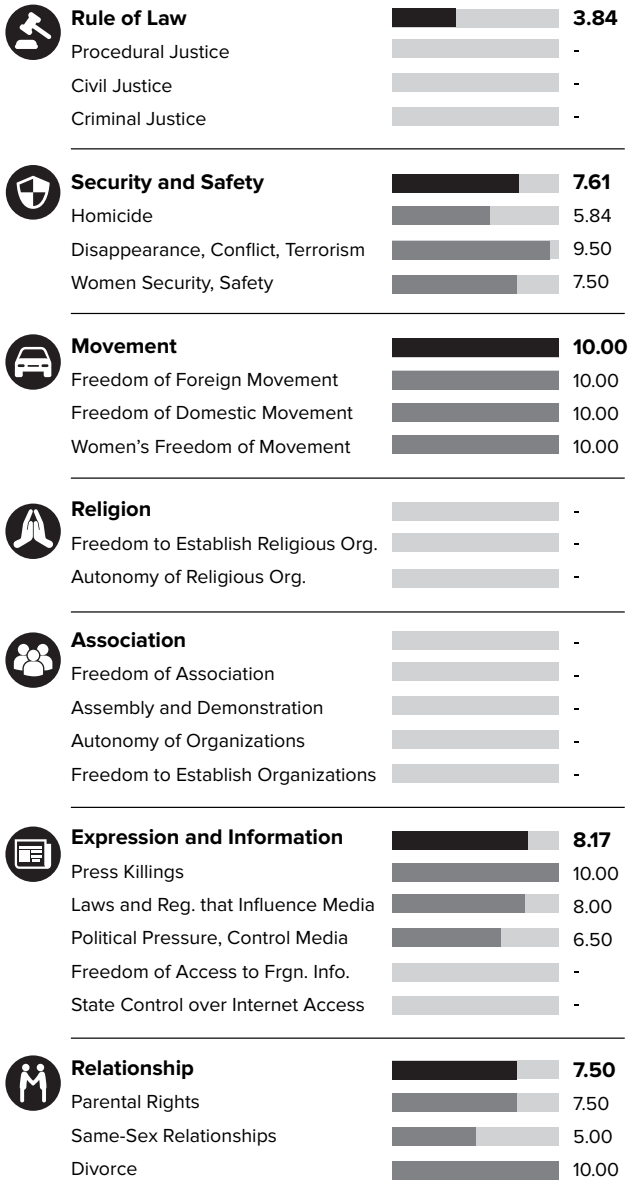 Rule of Law 3.84
Procedural Justice -
Civil Justice -
Criminal Justice -
Security and Safety 7.61
Homicide 5.84
Disappearance, Conflict, Terrorism 9.50
Women Security, Safety 7.50
Movement 10.00
Freedom of Foreign Movement 10.00
Freedom of Domestic Movement 10.00
Women’s Freedom of Movement 10.00
Religion -
Freedom to Establish Religious Org. -
Autonomy of Religious Org. -
Association -
Freedom of Association -
Assembly and Demonstration -
Autonomy of Organizations -
Freedom to Establish Organizations -
Expression and Information 8.17
Press Killings 10.00
Laws and Reg. that Influence Media 8.00
Political Pressure, Control Media 6.50
Freedom of Access to Frgn. Info. -
State Control over Internet Access -
Relationship 7.50
Parental Rights 7.50
Same-Sex Relationships 5.00
Divorce 10.00